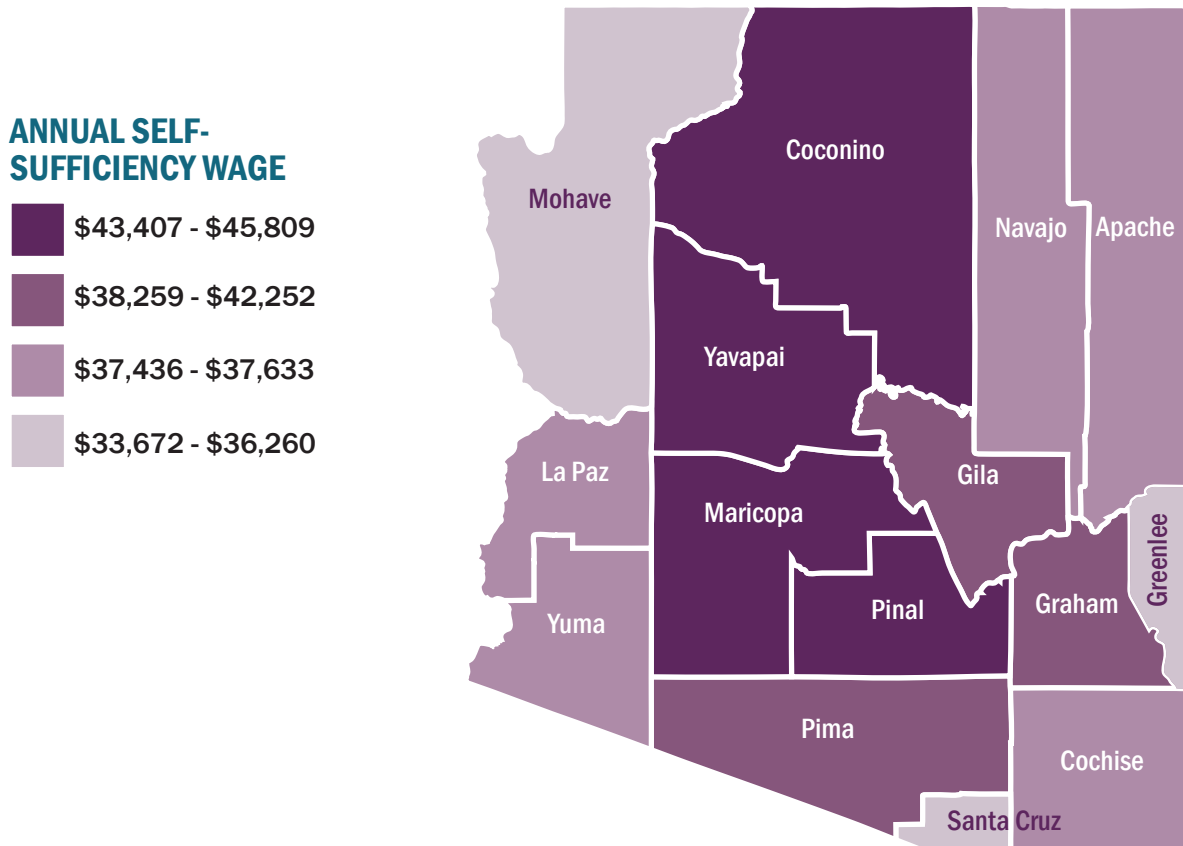 ANNUAL SELF-
SUFFICIENCY WAGE
$43,407 - $45,809
$38,259 - $42,252
$37,436 - $37,633
$33,672 - $36,260
Coconino
Mohave
Navajo
Apache
Yavapai
La Paz
Gila
Maricopa
Greenlee
Graham
Pinal
Yuma
Pima
Cochise
Santa Cruz